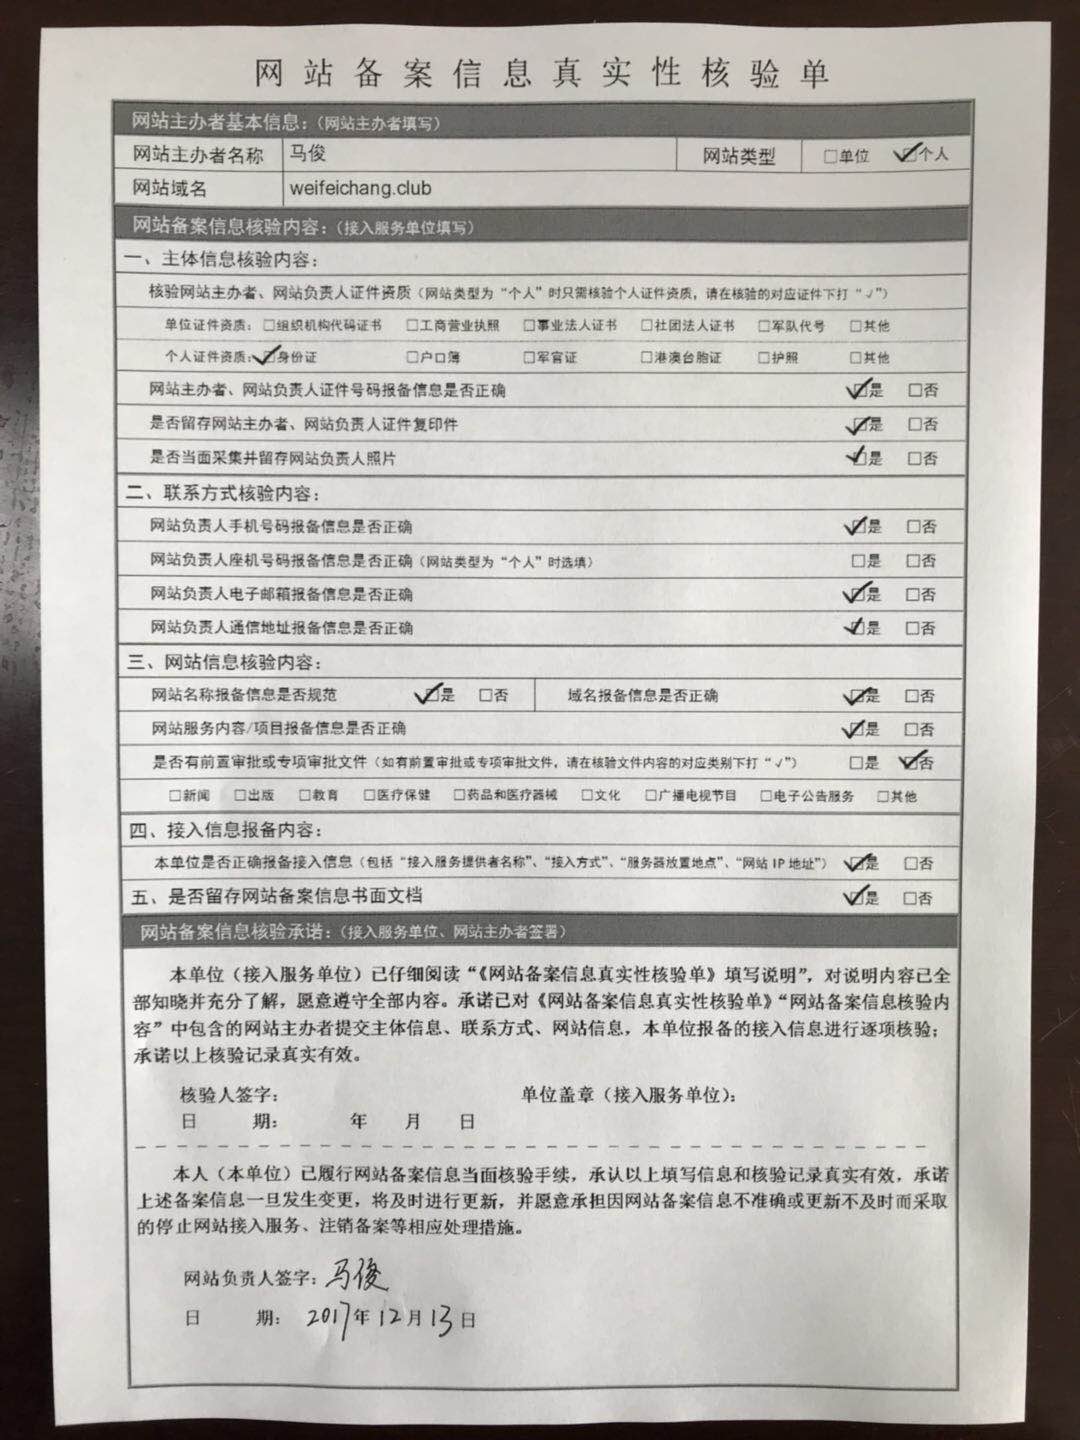 网站备案信息真实性核验单
网站主办者基本信息：（网站主办者填写）
网站主办者名称 马俊 网站类型 □单位 ☑个人
网站域名 weifeichang.club
网站备案信息核验内容：（接入服务单位填写）
一、主体信息核验内容：
核验网站主办者、网站负责人证件资质（网站类型为“个人”时只需核验个人证件资质，请在核验的对应证件下打“√”）
单位证件资质：□组织机构代码证书 □工商营业执照 □事业法人证书 □社团法人证书 □军队代号 □其他
个人证件资质：☑身份证 □户口簿 □军官证 □港澳台胞证 □护照 □其他
网站主办者、网站负责人证件号码报备信息是否正确 ☑是 □否
是否留存网站主办者、网站负责人证件复印件 ☑是 □否
是否当面采集并留存网站负责人照片 ☑是 □否
二、联系方式核验内容：
网站负责人手机号码报备信息是否正确 ☑是 □否
网站负责人座机号码报备信息是否正确（网站类型为“个人”时选填） □是 □否
网站负责人电子邮箱报备信息是否正确 ☑是 □否
网站负责人通信地址报备信息是否正确 ☑是 □否
三、网站信息核验内容：
网站名称报备信息是否规范 ☑是 □否 域名报备信息是否正确 ☑是 □否
网站服务内容/项目报备信息是否正确 ☑是 □否
是否有前置审批或专项审批文件（如有前置审批或专项审批文件，请在核验文件内容的对应类别下打“√”） □是 ☑否
□新闻 □出版 □教育 □医疗保健 □药品和医疗器械 □文化 □广播电视节目 □电子公告服务 □其他
四、接入信息报备内容：
本单位是否正确报备接入信息（包括“接入服务提供者名称”、“接入方式”、“服务器放置地点”、“网站 IP 地址”） ☑是 □否
五、是否留存网站备案信息书面文档 ☑是 □否
网站备案信息核验承诺：（接入服务单位、网站主办者签署）
本单位（接入服务单位）已仔细阅读“《网站备案信息真实性核验单》填写说明”，对说明内容已全
部知晓并充分了解，愿意遵守全部内容。承诺已对《网站备案信息真实性核验单》“网站备案信息核验内
容”中包含的网站主办者提交主体信息、联系方式、网站信息，本单位报备的接入信息进行逐项核验；
承诺以上核验记录真实有效。
核验人签字： 单位盖章（接入服务单位）：
日 期： 年 月 日
本人（本单位）已履行网站备案信息当面核验手续，承认以上填写信息和核验记录真实有效，承诺
上述备案信息一旦发生变更，将及时进行更新，并愿意承担因网站备案信息不准确或更新不及时而采取
的停止网站接入服务、注销备案等相应处理措施。
网站负责人签字：马俊
日 期： 2017年12月13日